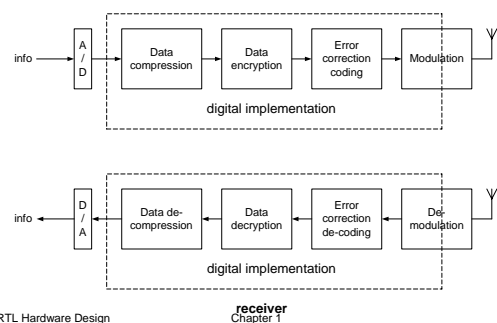 info
A
/
D
Data
compression
Data
encryption
Error
correction
coding
Modulation
digital implementation
info
D
/
A
Data de-
compression
Data
decryption
Error
correction
de-coding
De-
modulation
digital implementation
receiver
RTL Hardware Design
Chapter 1